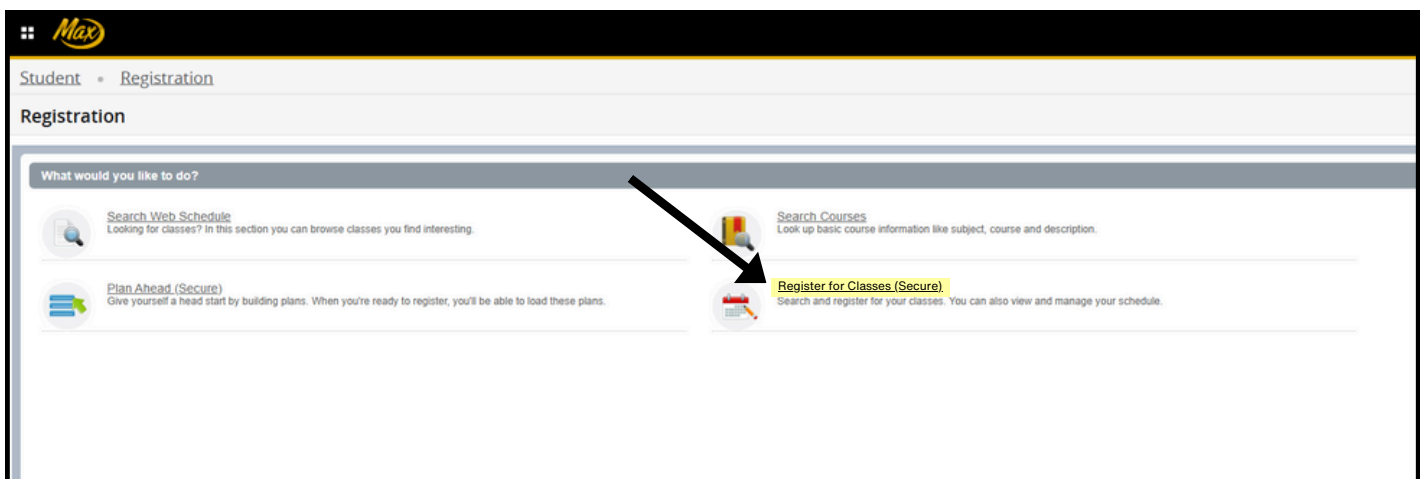 Max
Student • Registration
Registration
What would you like to do?
Search Web Schedule
Looking for classes? In this section you can browse classes you find interesting.
Search Courses
Look up basic course information like subject, course and description.
Plan Ahead (Secure)
Give yourself a head start by building plans. When you're ready to register, you'll be able to load these plans.
Register for Classes (Secure)
Search and register for your classes. You can also view and manage your schedule.